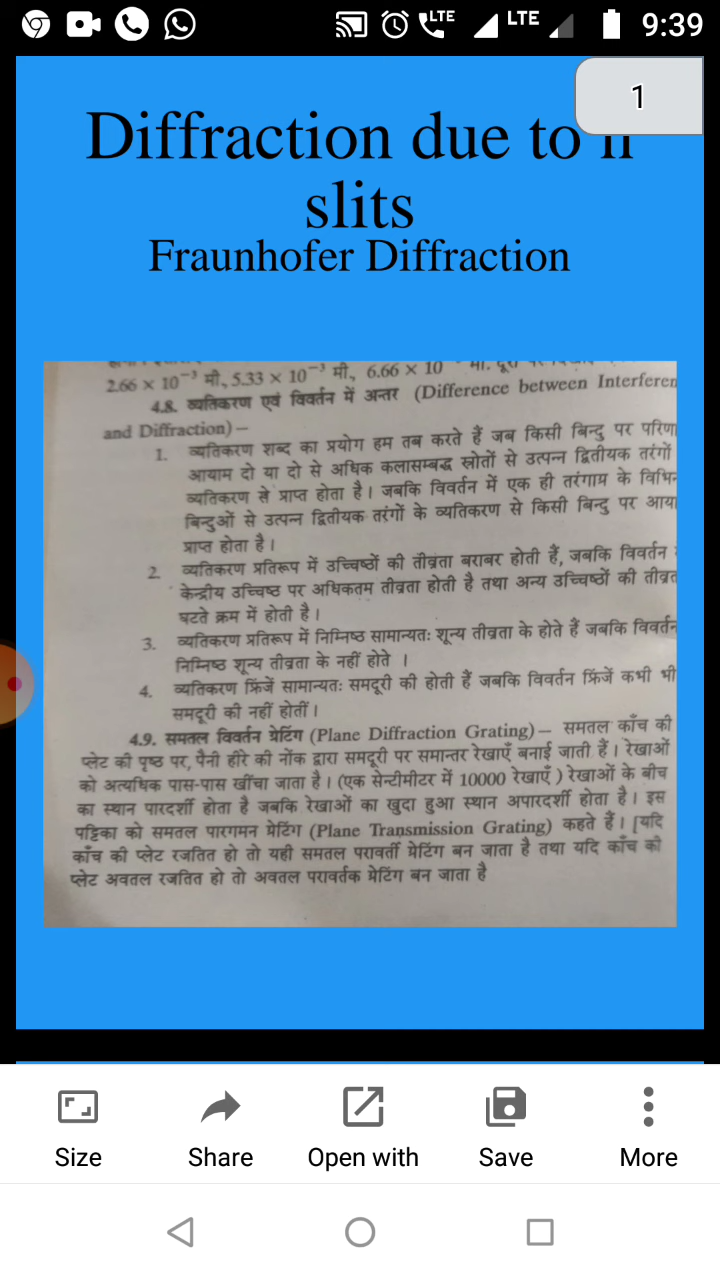 LTE LTE 9:39
1
Diffraction due to n
slits
Fraunhofer Diffraction
2.66 × 10⁻³ मी, 5.33 × 10⁻³ मी, 6.66 × 10
4.8. व्यतिकरण एवं विवर्तन में अन्तर (Difference between Interferen
and Diffraction) –
1. व्यतिकरण शब्द का प्रयोग हम तब करते हैं जब किसी बिन्दु पर परिणा
आयाम दो या दो से अधिक कलासम्बद्ध स्रोतों से उत्पन्न द्वितीयक तरंगों
व्यतिकरण से प्राप्त होता है। जबकि विवर्तन में एक ही तरंगाग्र के विभिन
बिन्दुओं से उत्पन्न द्वितीयक तरंगों के व्यतिकरण से किसी बिन्दु पर आया
प्राप्त होता है।
2. व्यतिकरण प्रतिरूप में उच्चिष्ठों की तीव्रता बराबर होती हैं, जबकि विवर्तन
केन्द्रीय उच्चिष्ठ पर अधिकतम तीव्रता होती है तथा अन्य उच्चिष्ठों की तीव्रत
घटते क्रम में होती है।
3. व्यतिकरण प्रतिरूप में निम्निष्ठ सामान्यतः शून्य तीव्रता के होते हैं जबकि विवर्तन
निम्निष्ठ शून्य तीव्रता के नहीं होते ।
4. व्यतिकरण फ्रिंजें सामान्यतः समदूरी की होती हैं जबकि विवर्तन फ्रिंजें कभी भी
समदूरी की नहीं होतीं।
4.9. समतल विवर्तन ग्रेटिंग (Plane Diffraction Grating) – समतल काँच की
प्लेट की पृष्ठ पर, पैनी हीरे की नोंक द्वारा समदूरी पर समान्तर रेखाएँ बनाई जाती हैं। रेखाओं
को अत्यधिक पास-पास खींचा जाता है। (एक सेन्टीमीटर में 10000 रेखाएँ ) रेखाओं के बीच
का स्थान पारदर्शी होता है जबकि रेखाओं का खुदा हुआ स्थान अपारदर्शी होता है। इस
पट्टिका को समतल पारगमन ग्रेटिंग (Plane Transmission Grating) कहते हैं। [यदि
काँच की प्लेट रजतित हो तो यही समतल परावर्ती ग्रेटिंग बन जाता है तथा यदि काँच की
प्लेट अवतल रजतित हो तो अवतल परावर्तक ग्रेटिंग बन जाता है
Size Share Open with Save More